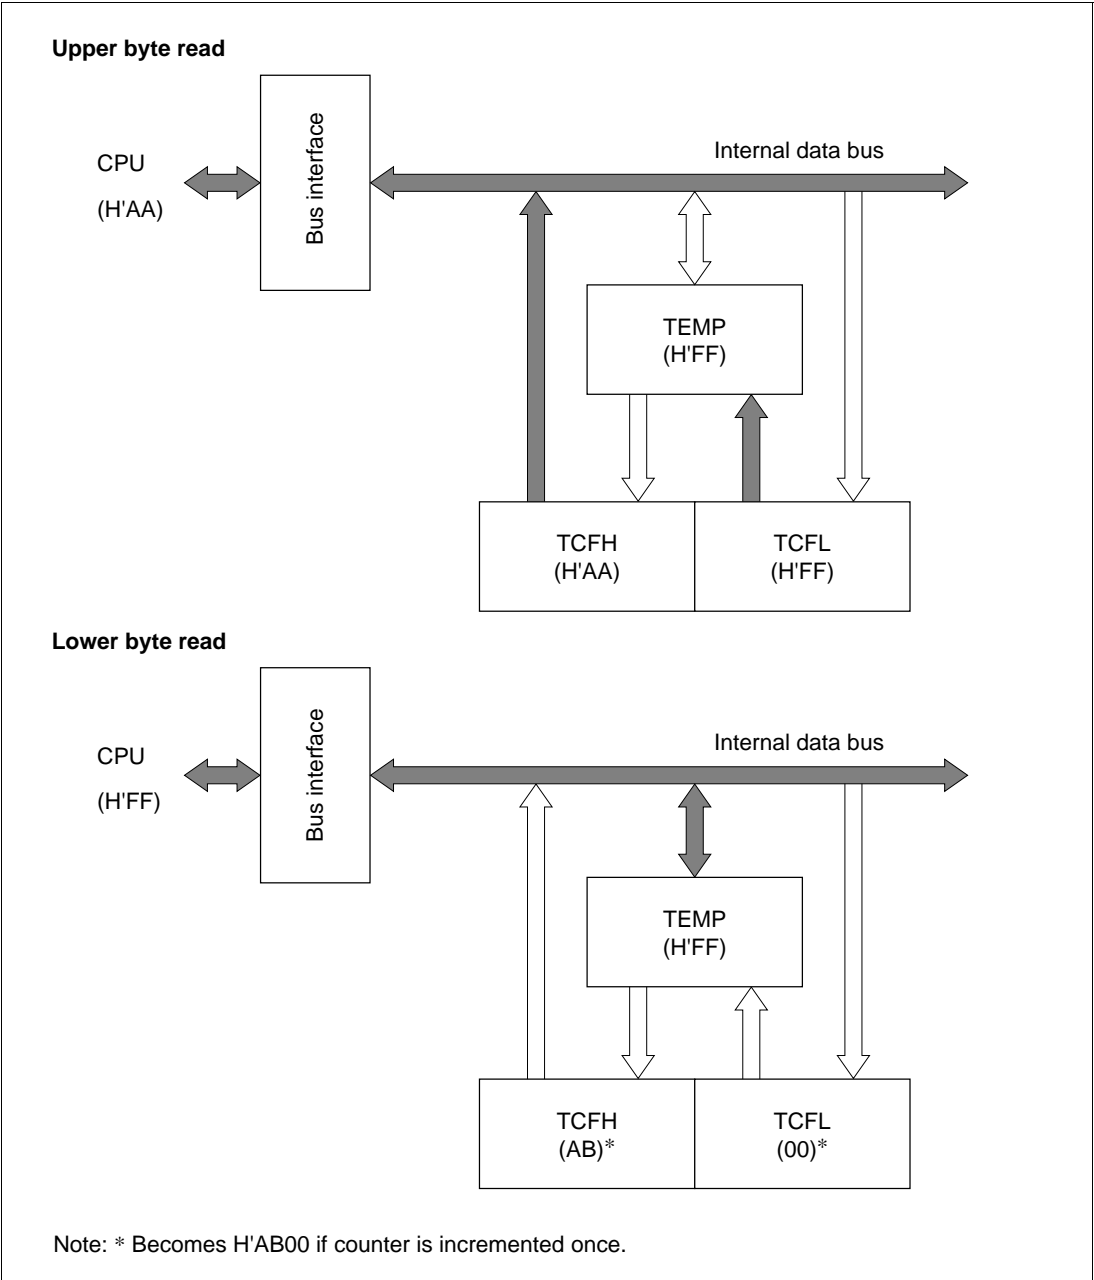 Upper byte read
Internal data bus
CPU
(H'AA)
Bus interface
TEMP
(H'FF)
TCFH
(H'AA)
TCFL
(H'FF)
Lower byte read
Internal data bus
CPU
(H'FF)
Bus interface
TEMP
(H'FF)
TCFH
(AB)*
TCFL
(00)*
Note: * Becomes H'AB00 if counter is incremented once.